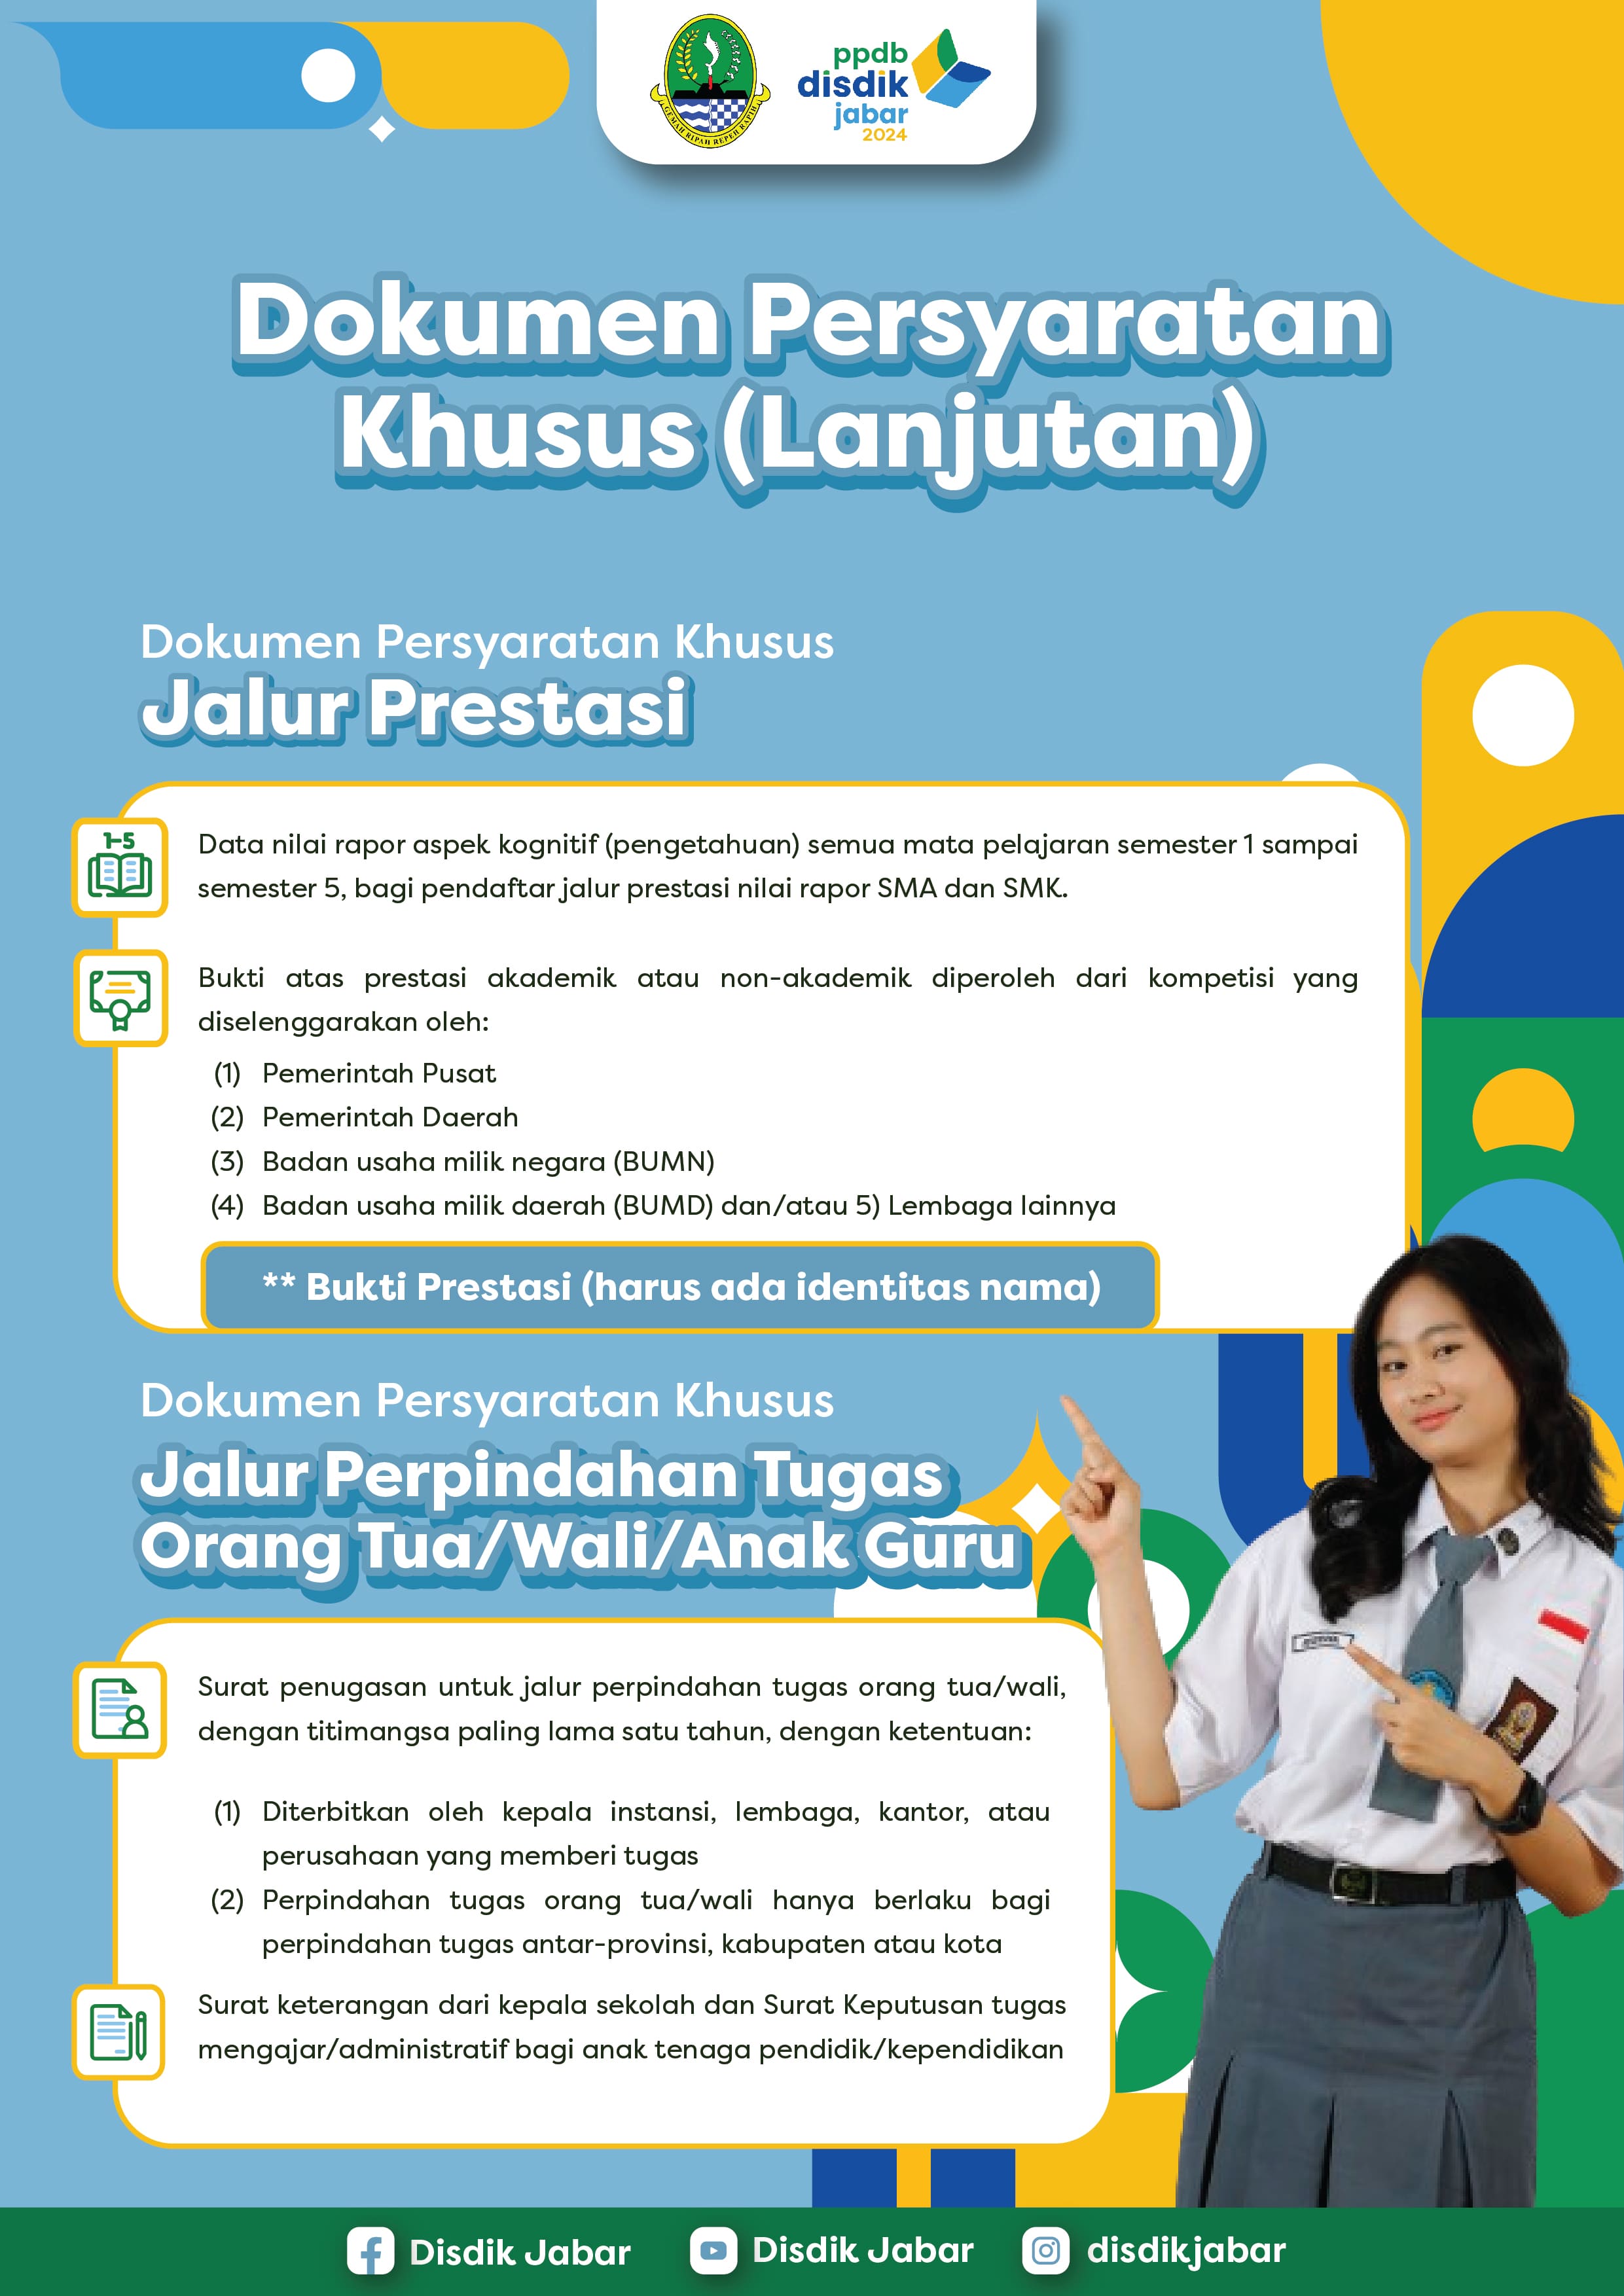 GEMAH RIPAH REPEH RAPIH
ppdb
disdik
jabar
2024
Dokumen Persyaratan
Khusus (Lanjutan)
Dokumen Persyaratan Khusus
Jalur Prestasi
1-5
Data nilai rapor aspek kognitif (pengetahuan) semua mata pelajaran semester 1 sampai
semester 5, bagi pendaftar jalur prestasi nilai rapor SMA dan SMK.
Bukti atas prestasi akademik atau non-akademik diperoleh dari kompetisi yang
diselenggarakan oleh:
(1) Pemerintah Pusat
(2) Pemerintah Daerah
(3) Badan usaha milik negara (BUMN)
(4) Badan usaha milik daerah (BUMD) dan/atau 5) Lembaga lainnya
** Bukti Prestasi (harus ada identitas nama)
Dokumen Persyaratan Khusus
Jalur Perpindahan Tugas
Orang Tua/Wali/Anak Guru
Surat penugasan untuk jalur perpindahan tugas orang tua/wali,
dengan titimangsa paling lama satu tahun, dengan ketentuan:
(1) Diterbitkan oleh kepala instansi, lembaga, kantor, atau
perusahaan yang memberi tugas
(2) Perpindahan tugas orang tua/wali hanya berlaku bagi
perpindahan tugas antar-provinsi, kabupaten atau kota
Surat keterangan dari kepala sekolah dan Surat Keputusan tugas
mengajar/administratif bagi anak tenaga pendidik/kependidikan
Disdik Jabar
Disdik Jabar
disdikjabar